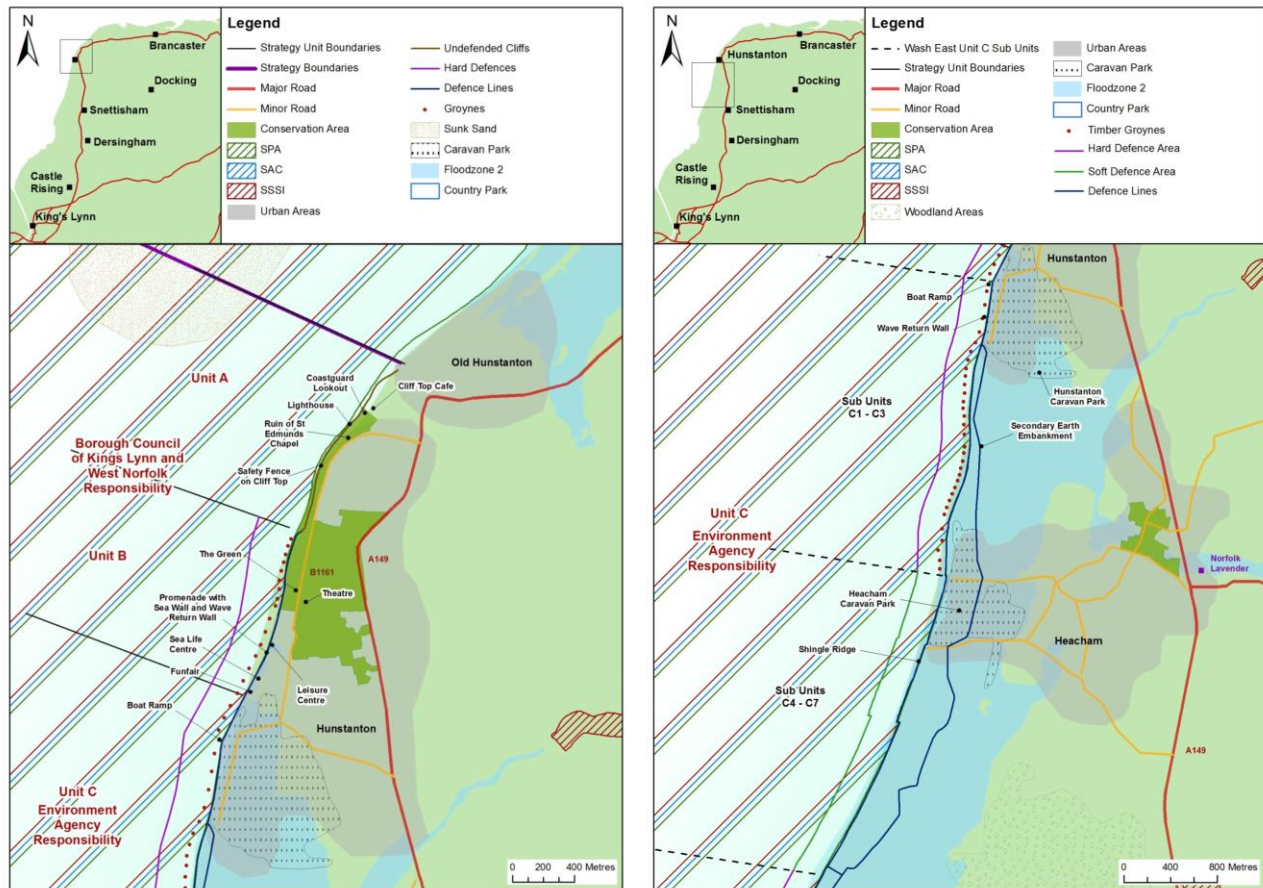 N
Brancaster
Docking
Snettisham
Dersingham
Castle
Rising
King's Lynn
Legend
Strategy Unit Boundaries
Strategy Boundaries
Major Road
Minor Road
Conservation Area
SPA
SAC
SSSI
Urban Areas
Undefended Cliffs
Hard Defences
Defence Lines
Groynes
Sunk Sand
Caravan Park
Floodzone 2
Country Park
Unit A
Old Hunstanton
Coastguard
Lookout
Cliff Top Cafe
Lighthouse
Ruin of St
Edmunds
Chapel
Borough Council
of Kings Lynn and
West Norfolk
Responsibility
Safety Fence
on Cliff Top
Unit B
The Green
B1161
A149
Theatre
Promenade with
Sea Wall and Wave
Return Wall
Sea Life
Centre
Funfair
Leisure
Centre
Boat Ramp
Hunstanton
Unit C
Environment
Agency
Responsibility
0 200 400 Metres
N
Hunstanton
Brancaster
Docking
Snettisham
Dersingham
Castle
Rising
King's Lynn
Legend
Wash East Unit C Sub Units
Strategy Unit Boundaries
Major Road
Minor Road
Conservation Area
SPA
SAC
SSSI
Woodland Areas
Urban Areas
Caravan Park
Floodzone 2
Country Park
Timber Groynes
Hard Defence Area
Soft Defence Area
Defence Lines
Hunstanton
Boat Ramp
Wave Return Wall
Hunstanton
Caravan Park
Sub Units
C1 - C3
Secondary Earth
Embankment
Unit C
Environment
Agency
Responsibility
Norfolk
Lavender
Heacham
Caravan Park
Heacham
Shingle Ridge
Sub Units
C4 - C7
A149
0 400 800 Metres